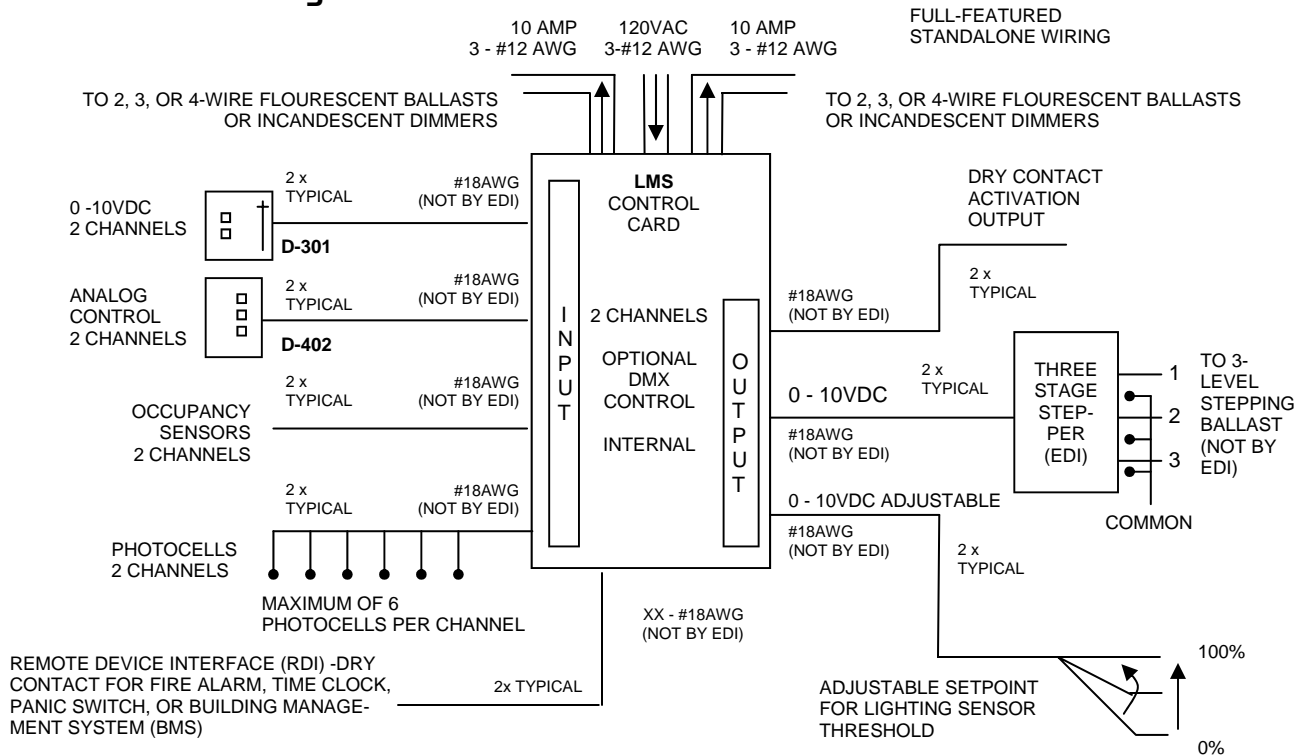 FULL-FEATURED
STANDALONE WIRING
10 AMP
3 - #12 AWG
120VAC
3-#12 AWG
10 AMP
3 - #12 AWG
TO 2, 3, OR 4-WIRE FLOURESCENT BALLASTS
OR INCANDESCENT DIMMERS
TO 2, 3, OR 4-WIRE FLOURESCENT BALLASTS
OR INCANDESCENT DIMMERS
0 -10VDC
2 CHANNELS
2 x
TYPICAL
#18AWG
(NOT BY EDI)
D-301
ANALOG
CONTROL
2 CHANNELS
2 x
TYPICAL
#18AWG
(NOT BY EDI)
D-402
OCCUPANCY
SENSORS
2 CHANNELS
2 x
TYPICAL
#18AWG
(NOT BY EDI)
PHOTOCELLS
2 CHANNELS
2 x
TYPICAL
#18AWG
(NOT BY EDI)
MAXIMUM OF 6
PHOTOCELLS PER CHANNEL
REMOTE DEVICE INTERFACE (RDI) -DRY
CONTACT FOR FIRE ALARM, TIME CLOCK,
PANIC SWITCH, OR BUILDING MANAGE-
MENT SYSTEM (BMS)
2x TYPICAL
XX - #18AWG
(NOT BY EDI)
LMS
CONTROL
CARD
INPUT
2 CHANNELS
OPTIONAL
DMX
CONTROL
INTERNAL
OUTPUT
DRY CONTACT
ACTIVATION
OUTPUT
2 x
TYPICAL
#18AWG
(NOT BY EDI)
0 - 10VDC
2 x
TYPICAL
#18AWG
(NOT BY EDI)
THREE
STAGE
STEP-
PER
(EDI)
1
2
3
TO 3-
LEVEL
STEPPING
BALLAST
(NOT BY
EDI)
COMMON
0 - 10VDC ADJUSTABLE
#18AWG
(NOT BY EDI)
2 x
TYPICAL
ADJUSTABLE SETPOINT
FOR LIGHTING SENSOR
THRESHOLD
100%
0%